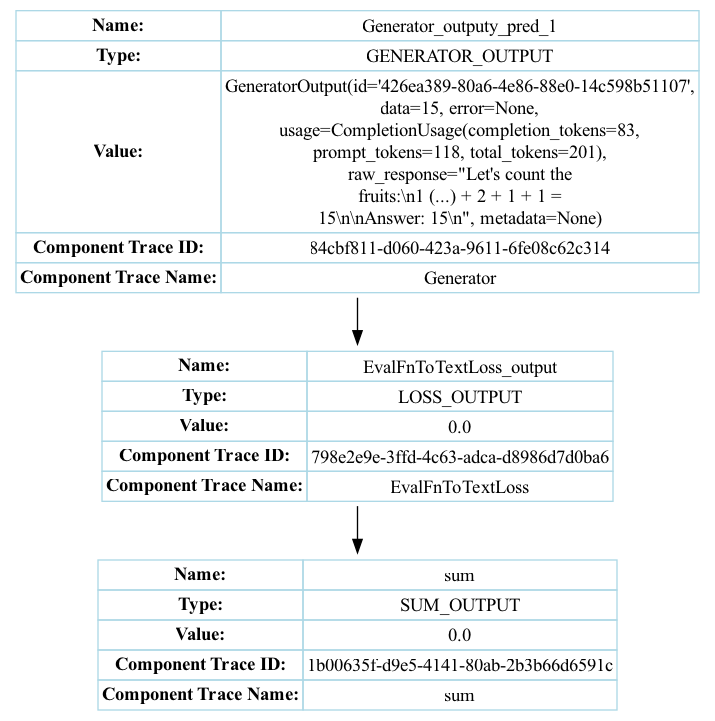 Name: Generator_outputy_pred_1
Type: GENERATOR_OUTPUT
Value: GeneratorOutput(id='426ea389-80a6-4e86-88e0-14c598b51107',
data=15, error=None,
usage=CompletionUsage(completion_tokens=83,
prompt_tokens=118, total_tokens=201),
raw_response="Let's count the
fruits:\n1 (...) + 2 + 1 + 1 =
15\n\nAnswer: 15\n", metadata=None)
Component Trace ID: 84cbf811-d060-423a-9611-6fe08c62c314
Component Trace Name: Generator
Name: EvalFnToTextLoss_output
Type: LOSS_OUTPUT
Value: 0.0
Component Trace ID: 798e2e9e-3ffd-4c63-adca-d8986d7d0ba6
Component Trace Name: EvalFnToTextLoss
Name: sum
Type: SUM_OUTPUT
Value: 0.0
Component Trace ID: 1b00635f-d9e5-4141-80ab-2b3b66d6591c
Component Trace Name: sum